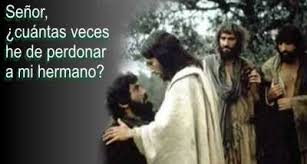 Señor,
¿cuántas veces
he de perdonar
a mi hermano?